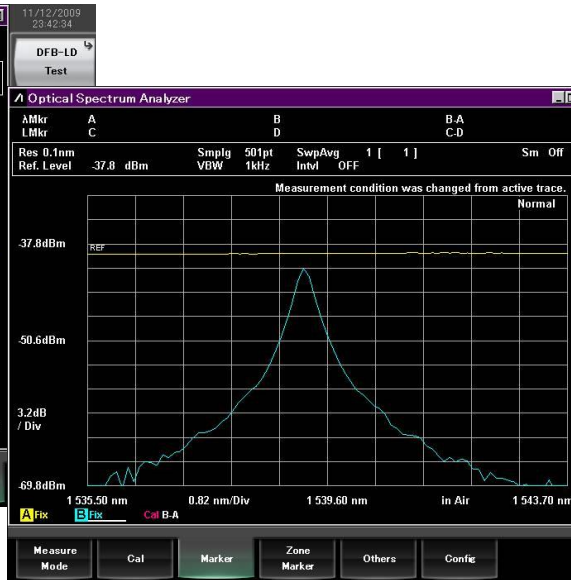 11/12/2009
23:42:34
DFB-LD
Test
Optical Spectrum Analyzer
λMkr A B B-A
LMkr C D C-D
Res 0.1nm Smplg 501pt SwpAvg 1 [ 1 ] Sm Off
Ref. Level -37.8 dBm VBW 1kHz Intvl OFF
Measurement condition was changed from active trace.
Normal
-37.8dBm
REF
-50.6dBm
3.2dB
/ Div
-69.8dBm
1 535.50 nm 0.82 nm/Div 1 539.60 nm in Air 1 543.70 nm
A Fix B Fix Cal B-A
Measure Mode
Cal
Marker
Zone Marker
Others
Config